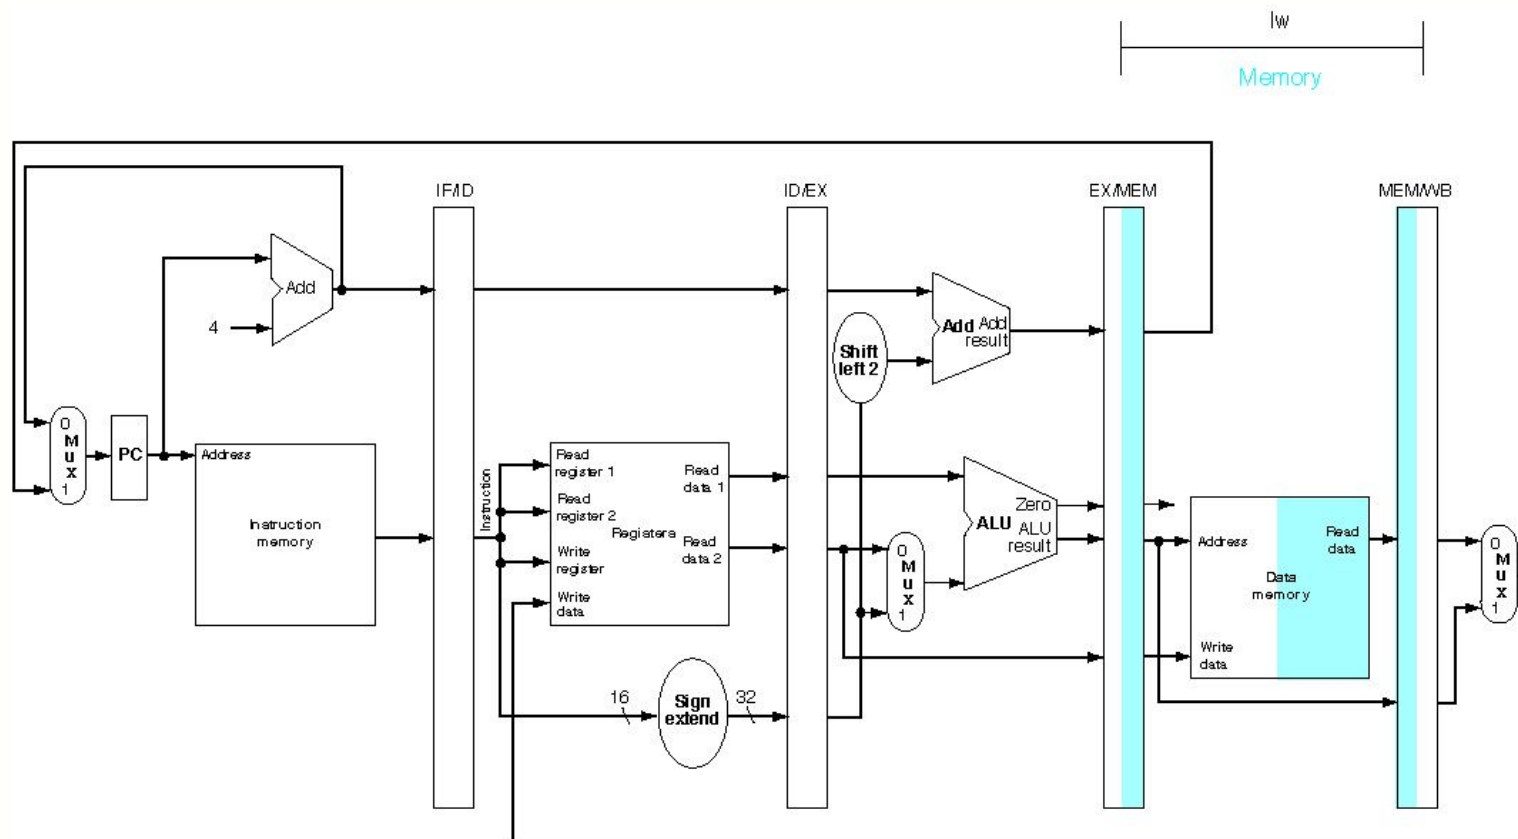 lw
Memory
IF/ID
ID/EX
EX/MEM
MEM/WB
Add
4
Shift
left 2
Add
Add
result
0
M
u
x
1
PC
Address
Instruction
memory
Instruction
Read
register 1
Read
register 2
Write
register
Write
data
Registers
Read
data 1
Read
data 2
16
Sign
extend
32
0
M
u
x
1
Zero
ALU
ALU
result
Address
Read
data
Data
memory
Write
data
0
M
u
x
1